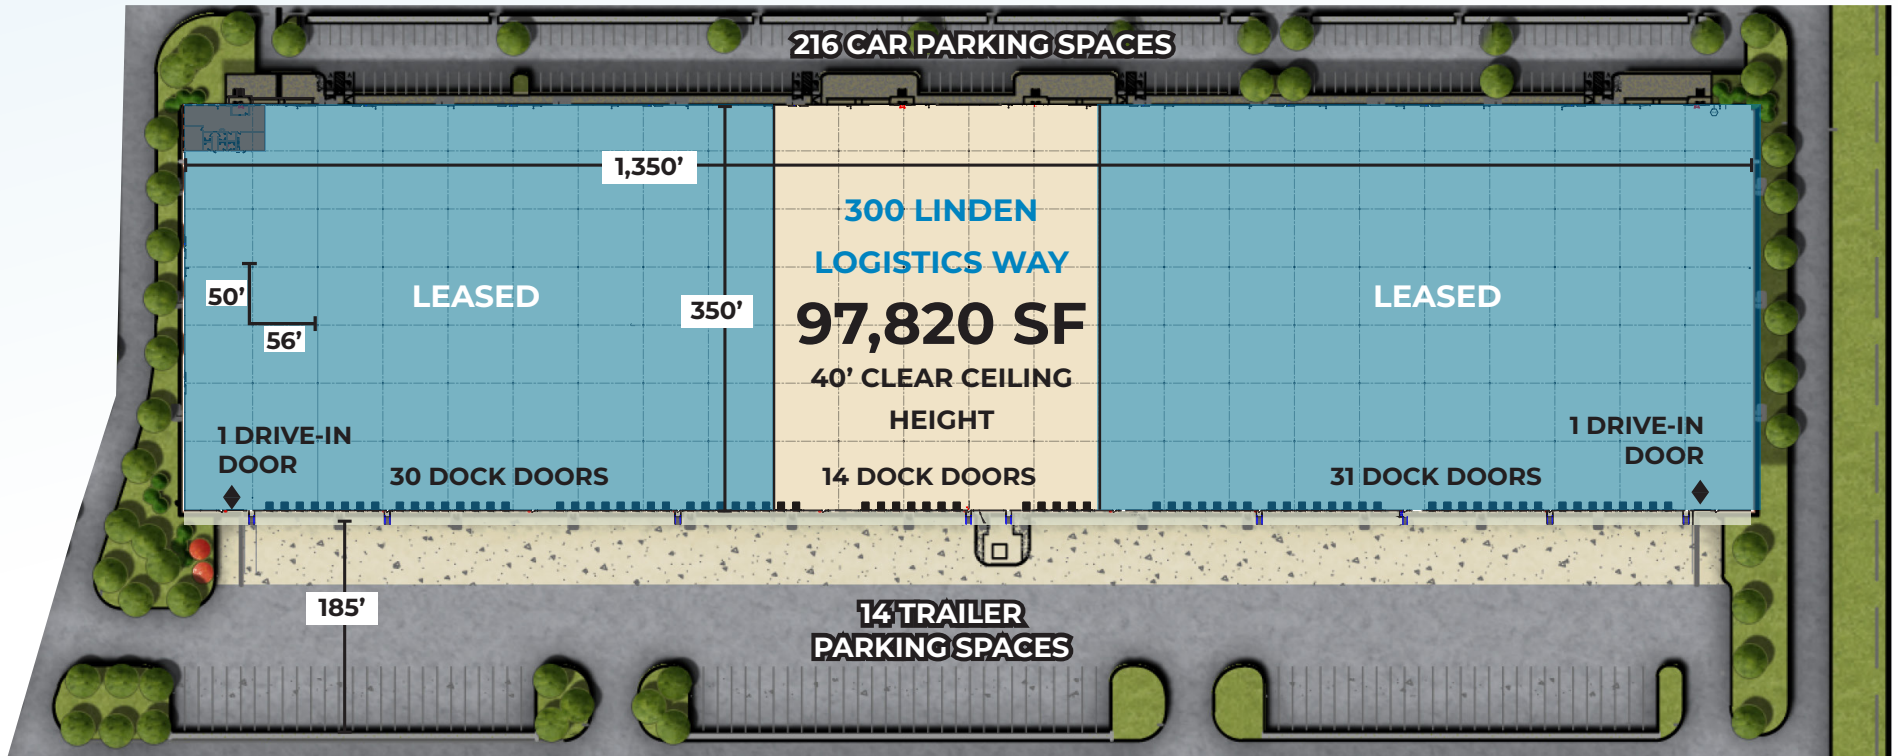 216 CAR PARKING SPACES
1,350’
300 LINDEN
LOGISTICS WAY
50’
56’
LEASED
350’
97,820 SF
LEASED
40’ CLEAR CEILING
HEIGHT
1 DRIVE-IN
DOOR
30 DOCK DOORS
14 DOCK DOORS
31 DOCK DOORS
1 DRIVE-IN
DOOR
185’
14 TRAILER
PARKING SPACES